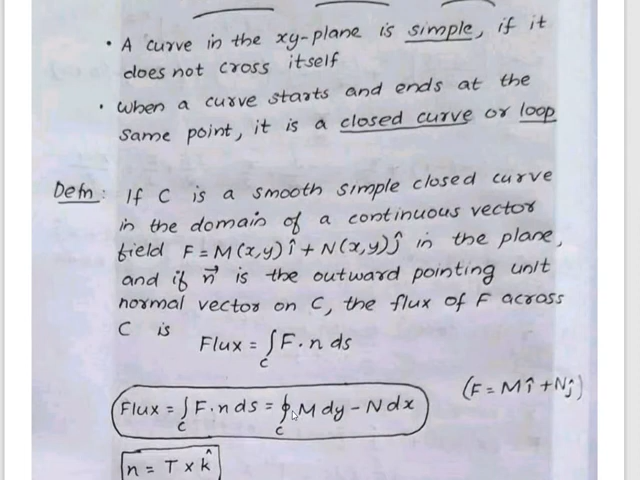 • A curve in the xy-plane is simple, if it
does not cross itself
• when a curve starts and ends at the
same point, it is a closed curve or loop
Defn: If C is a smooth simple closed curve
in the domain of a continuous vector
field F = M(x,y) î + N(x,y) ĵ in the plane,
and if n⃗ is the outward pointing unit
normal vector on C, the flux of F across
C is
Flux = ∫_C F · n ds
(F = Mî + Nĵ)
Flux = ∫_C F · n ds = ∮_C M dy - N dx
n = T x k̂